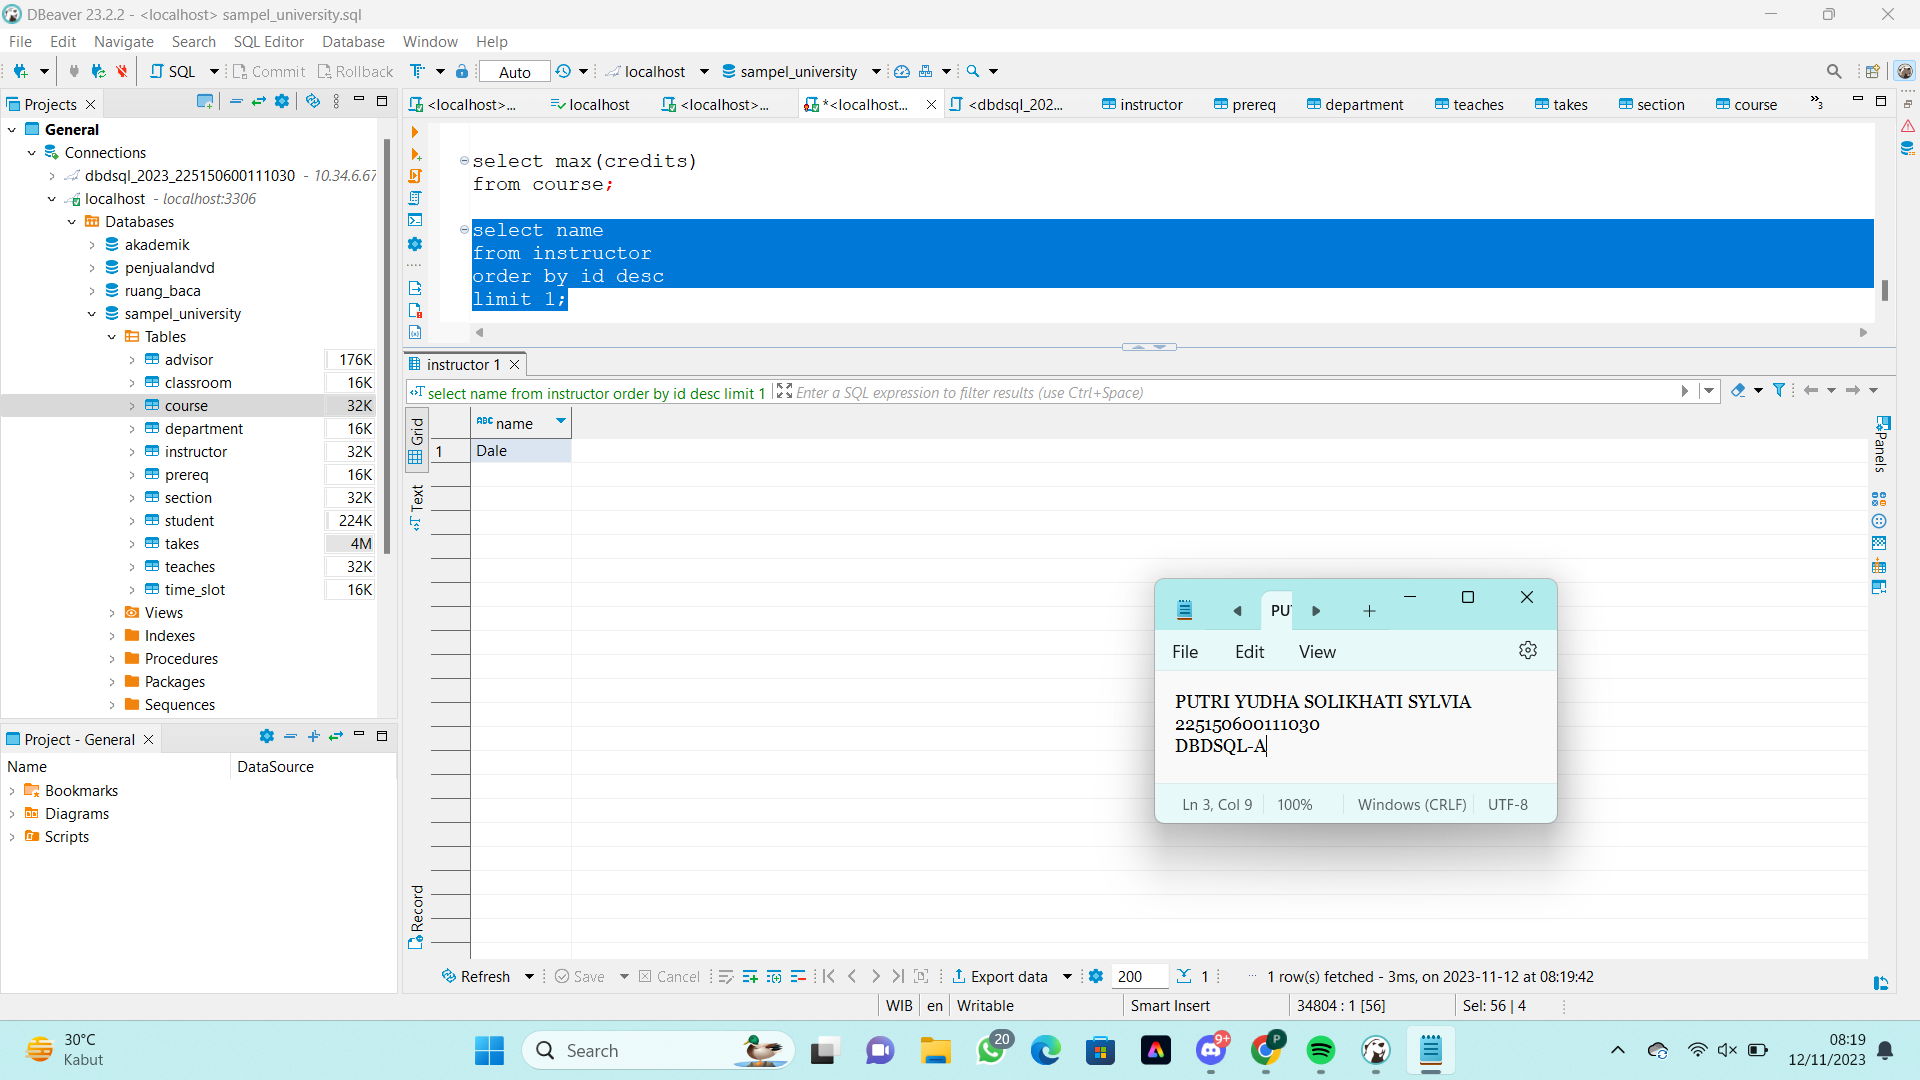 DBeaver 23.2.2 - <localhost> sampel_university.sql
File Edit Navigate Search SQL Editor Database Window Help
SQL Commit Rollback Auto localhost sampel_university
Projects
<localhost>... localhost <localhost>... *<localhost... <dbdsql_202... instructor prereq department teaches takes section course »3
General
Connections
dbdsql_2023_225150600111030 - 10.34.6.67
localhost - localhost:3306
Databases
akademik
penjualandvd
ruang_baca
sampel_university
Tables
advisor 176K
classroom 16K
course 32K
department 16K
instructor 32K
prereq 16K
section 32K
student 224K
takes 4M
teaches 32K
time_slot 16K
Views
Indexes
Procedures
Packages
Sequences
select max(credits)
from course;
select name
from instructor
order by id desc
limit 1;
instructor 1
select name from instructor order by id desc limit 1 Enter a SQL expression to filter results (use Ctrl+Space)
Grid
Text
Record
ABC name
1 Dale
Panels
PU
File Edit View
PUTRI YUDHA SOLIKHATI SYLVIA
225150600111030
DBDSQL-A
Ln 3, Col 9 100% Windows (CRLF) UTF-8
Project - General
Name DataSource
Bookmarks
Diagrams
Scripts
Refresh Save Cancel Export data 200 1 ... 1 row(s) fetched - 3ms, on 2023-11-12 at 08:19:42
WIB en Writable Smart Insert 34804 : 1 [56] Sel: 56 | 4
30°C
Kabut
Search
20
9+
P
08:19
12/11/2023